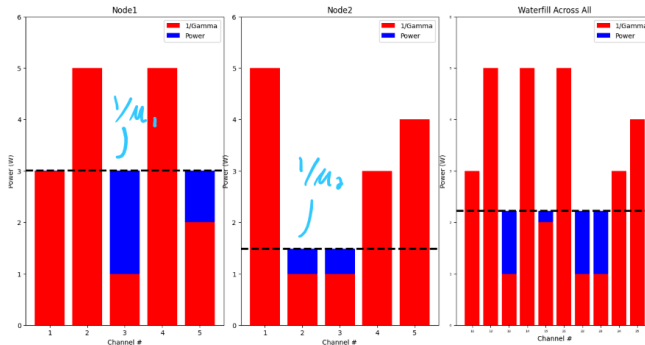 Node1
Node2
Waterfill Across All
1/Gamma
Power
1/Gamma
Power
1/Gamma
Power
Power (W)
Power (W)
Power (W)
6
5
4
3
2
1
0
6
5
4
3
2
1
0
1/μ₁
1/μ₂
1 2 3 4 5
1 2 3 4 5
Channel #
Channel #
Channel #